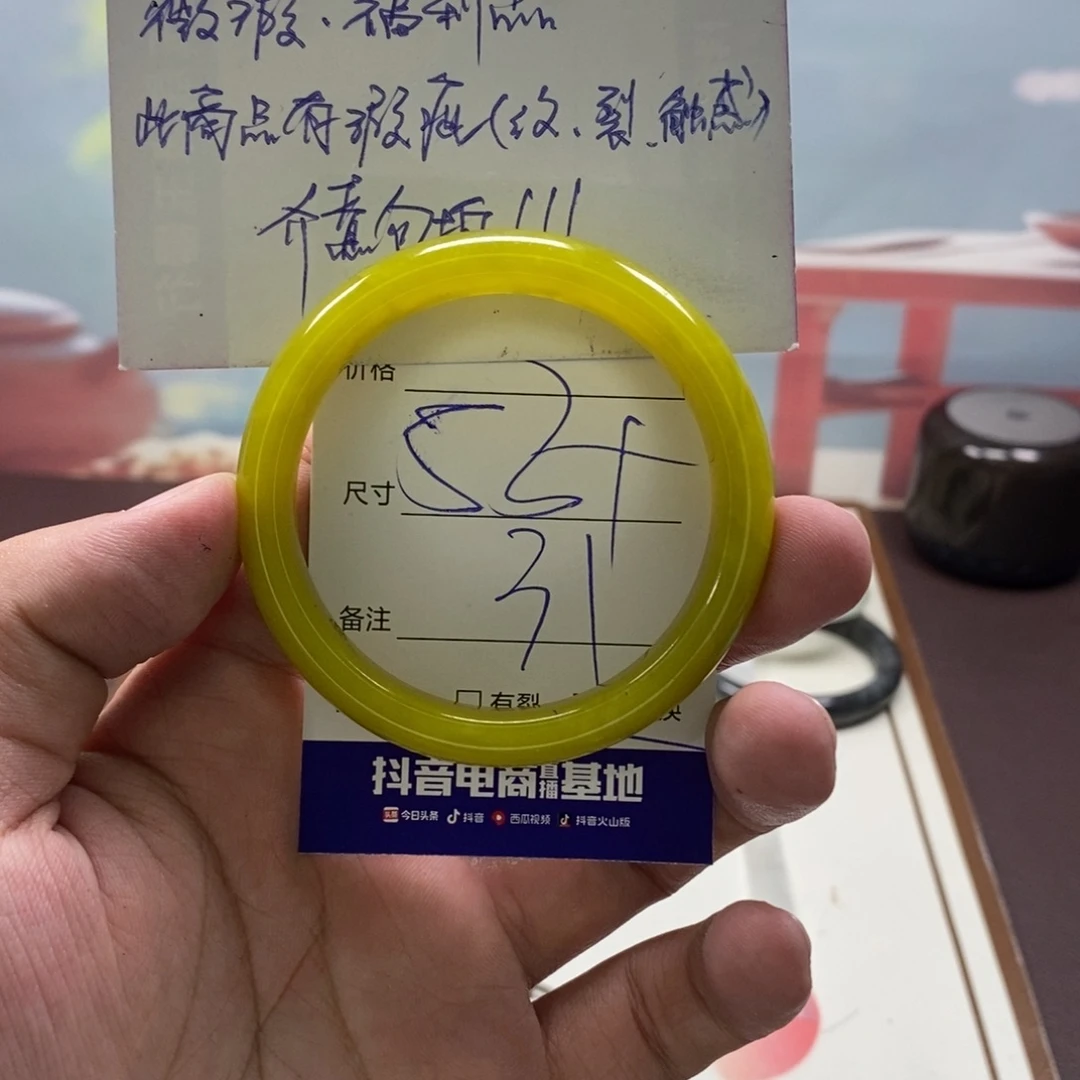 微瑕.福利品
此商品有瑕疵(纹、裂、触感)
介意勿拍!!!
价格
尺寸 524
备注 31
有裂
抖音电商直播基地
今日头条 抖音 西瓜视频 抖音火山版